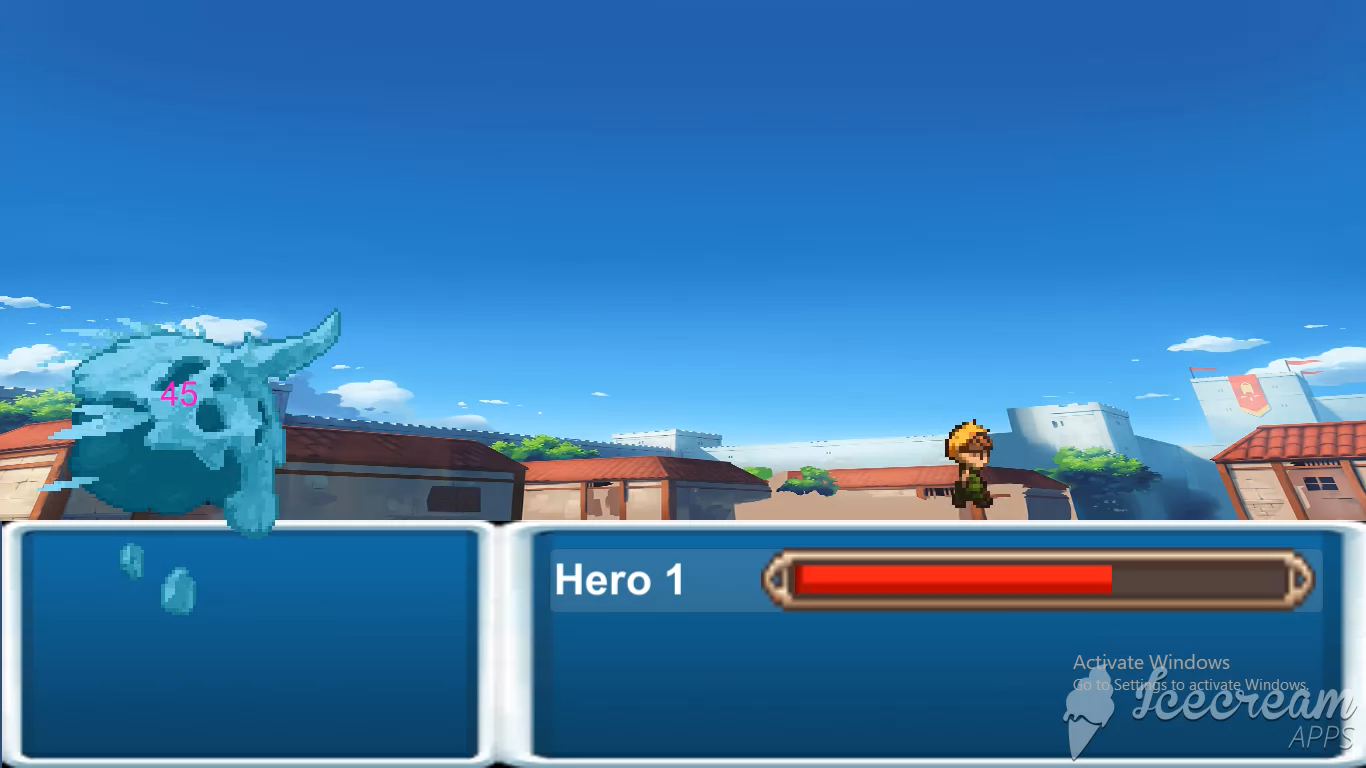 45
Hero 1
Activate Windows
Go to Settings to activate Windows.
Icecream
APPS